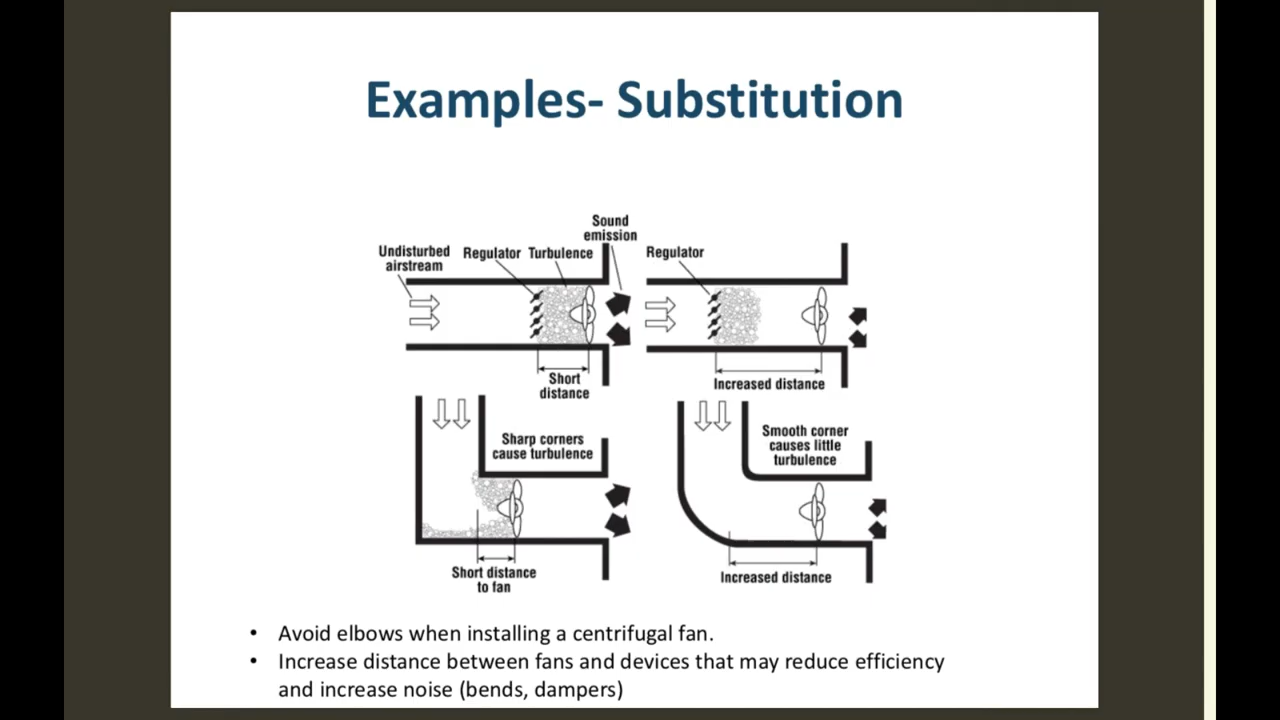 Examples- Substitution
Sound
emission
Undisturbed
airstream
Regulator
Turbulence
Regulator
Short
distance
Increased distance
Sharp corners
cause turbulence
Smooth corner
causes little
turbulence
Short distance
to fan
Increased distance
• Avoid elbows when installing a centrifugal fan.
• Increase distance between fans and devices that may reduce efficiency
and increase noise (bends, dampers)